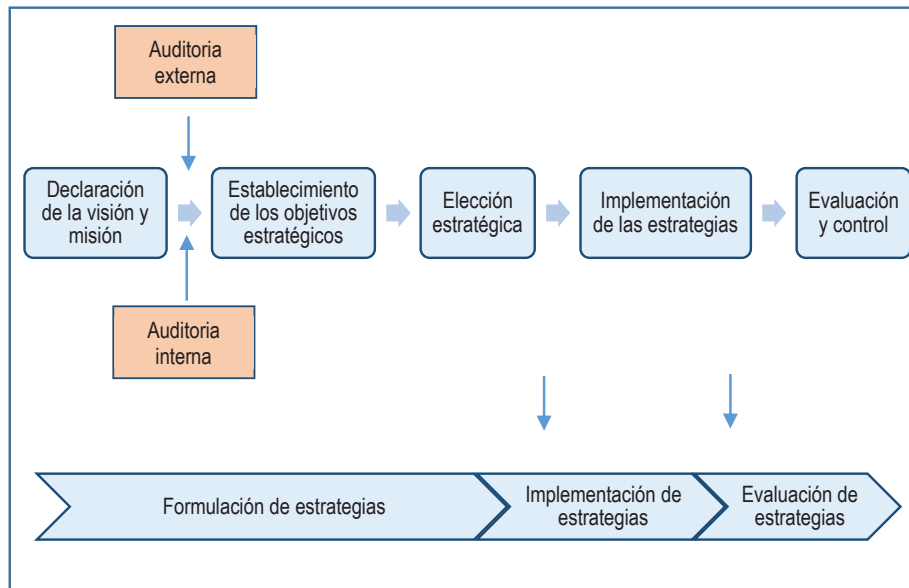 Auditoria
externa
Declaración
de la visión y
misión
Establecimiento
de los objetivos
estratégicos
Elección
estratégica
Implementación
de las estrategias
Evaluación
y control
Auditoria
interna
Formulación de estrategias
Implementación de
estrategias
Evaluación de
estrategias